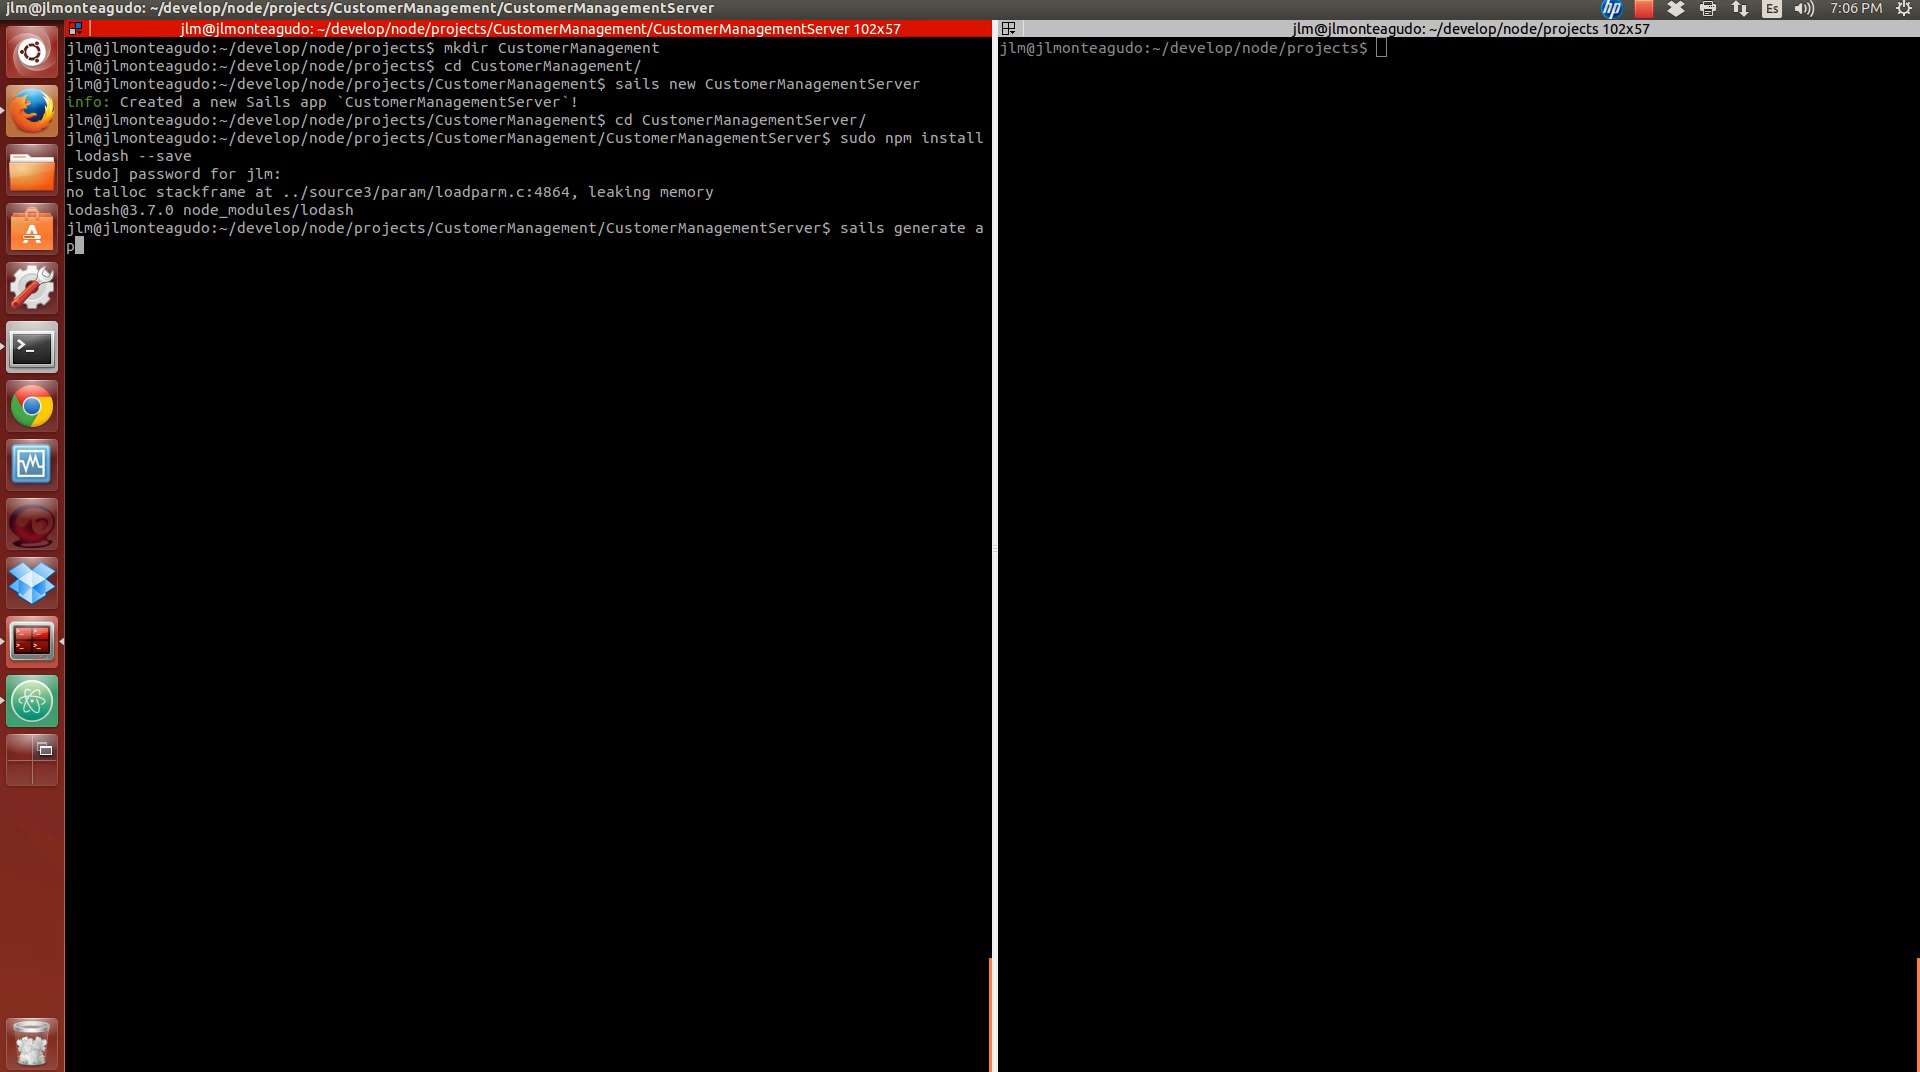 jlm@jlmonteagudo: ~/develop/node/projects/CustomerManagement/CustomerManagementServer
hp
Es
7:06 PM
jlm@jlmonteagudo: ~/develop/node/projects/CustomerManagement/CustomerManagementServer 102x57
jlm@jlmonteagudo:~/develop/node/projects$ mkdir CustomerManagement
jlm@jlmonteagudo:~/develop/node/projects$ cd CustomerManagement/
jlm@jlmonteagudo:~/develop/node/projects/CustomerManagement$ sails new CustomerManagementServer
info: Created a new Sails app `CustomerManagementServer`!
jlm@jlmonteagudo:~/develop/node/projects/CustomerManagement$ cd CustomerManagementServer/
jlm@jlmonteagudo:~/develop/node/projects/CustomerManagement/CustomerManagementServer$ sudo npm install
lodash --save
[sudo] password for jlm:
no talloc stackframe at ../source3/param/loadparm.c:4864, leaking memory
lodash@3.7.0 node_modules/lodash
jlm@jlmonteagudo:~/develop/node/projects/CustomerManagement/CustomerManagementServer$ sails generate a
p
jlm@jlmonteagudo: ~/develop/node/projects 102x57
jlm@jlmonteagudo:~/develop/node/projects$